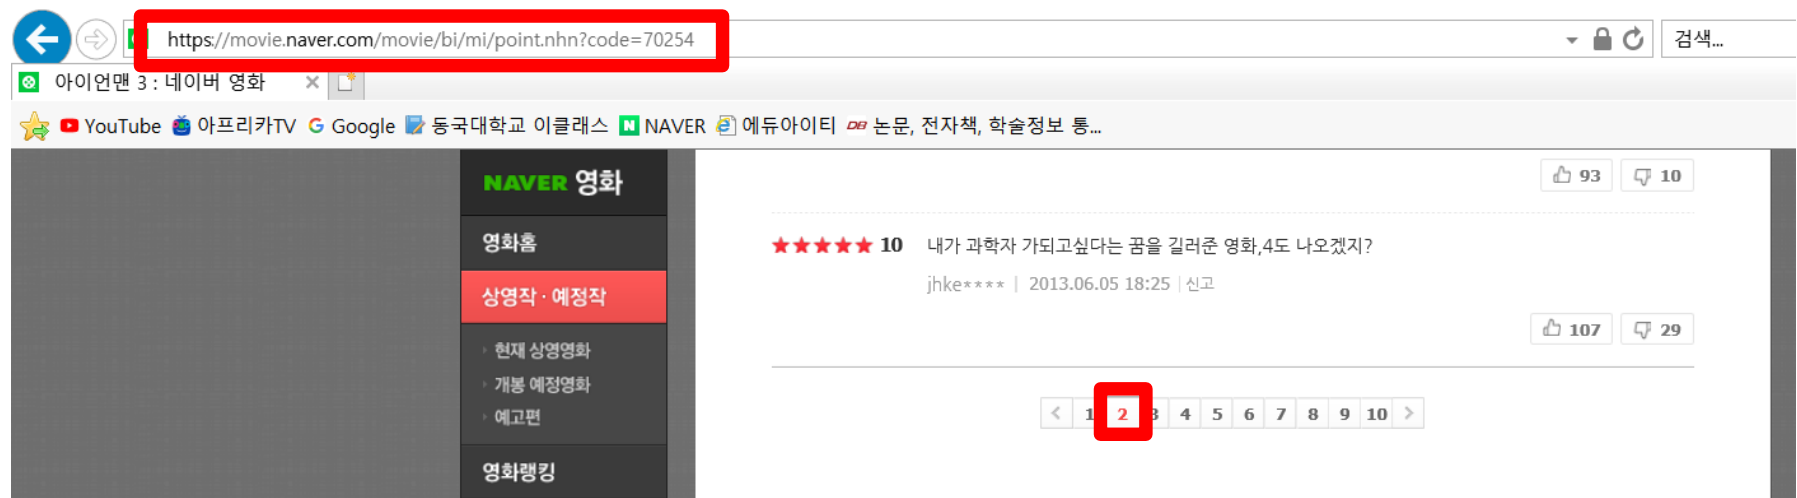 https://movie.naver.com/movie/bi/mi/point.nhn?code=70254
검색...
아이언맨 3 : 네이버 영화
YouTube 아프리카TV G Google 동국대학교 이클래스 N NAVER 에듀아이티 DB 논문, 전자책, 학술정보 통...
NAVER 영화
영화홈
상영작 · 예정작
현재 상영영화
개봉 예정영화
예고편
영화랭킹
93 10
★★★★★ 10 내가 과학자 가되고싶다는 꿈을 길러준 영화,4도 나오겠지?
jhke**** | 2013.06.05 18:25 | 신고
107 29
< 1 2 3 4 5 6 7 8 9 10 >